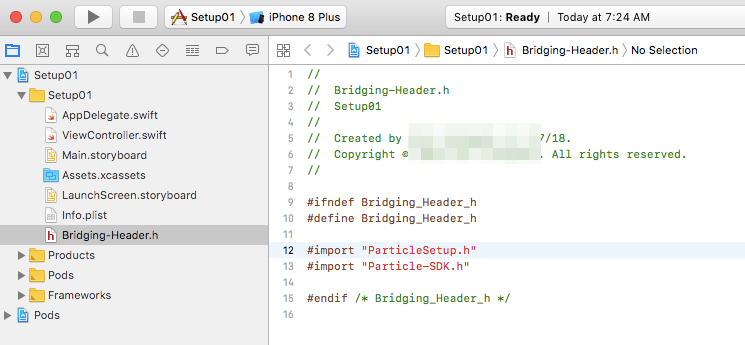 Setup01 iPhone 8 Plus
Setup01: Ready | Today at 7:24 AM
Setup01 Setup01 Bridging-Header.h No Selection
Setup01
Setup01
AppDelegate.swift
ViewController.swift
Main.storyboard
Assets.xcassets
LaunchScreen.storyboard
Info.plist
Bridging-Header.h
Products
Pods
Frameworks
Pods
1 //
2 // Bridging-Header.h
3 // Setup01
4 //
5 // Created by 7/18.
6 // Copyright © . All rights reserved.
7 //
8
9 #ifndef Bridging_Header_h
10 #define Bridging_Header_h
11
12 #import "ParticleSetup.h"
13 #import "Particle-SDK.h"
14
15 #endif /* Bridging_Header_h */
16